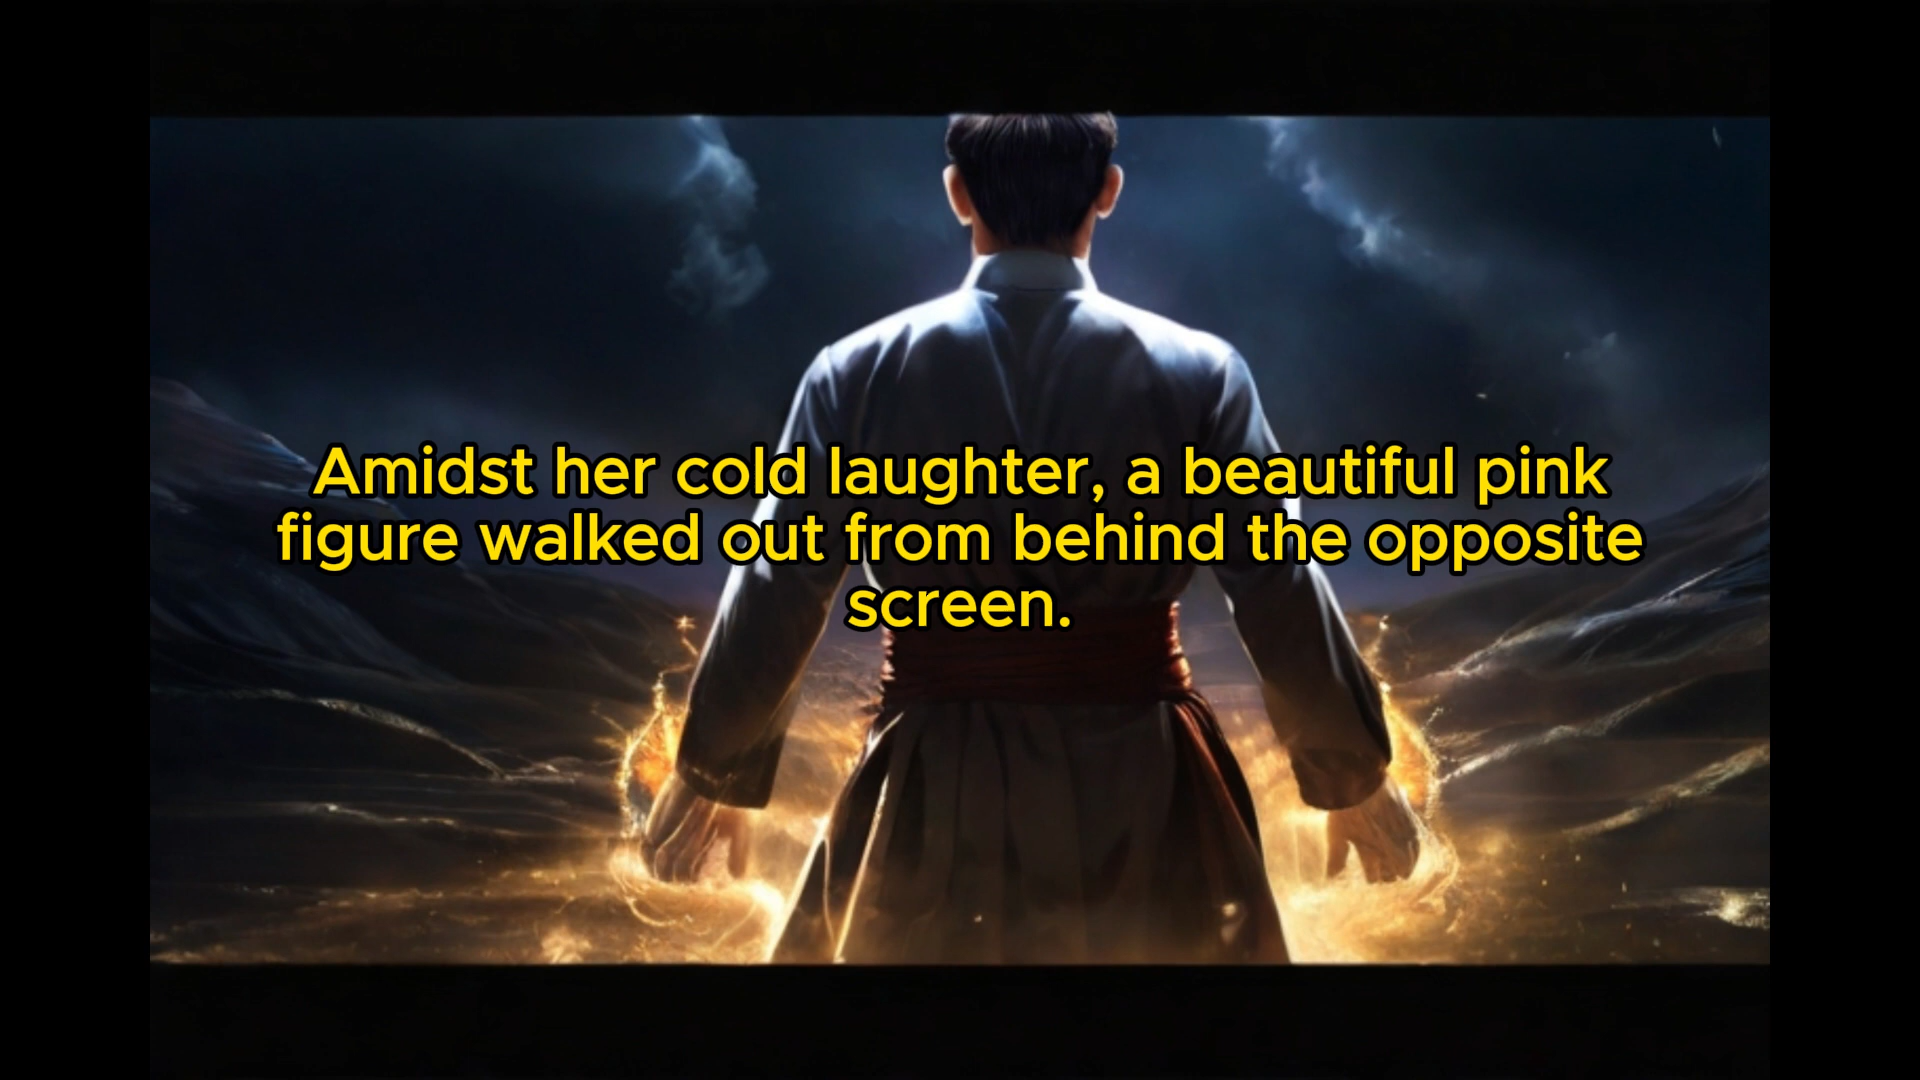 Amidst her cold laughter, a beautiful pink
figure walked out from behind the opposite
screen.